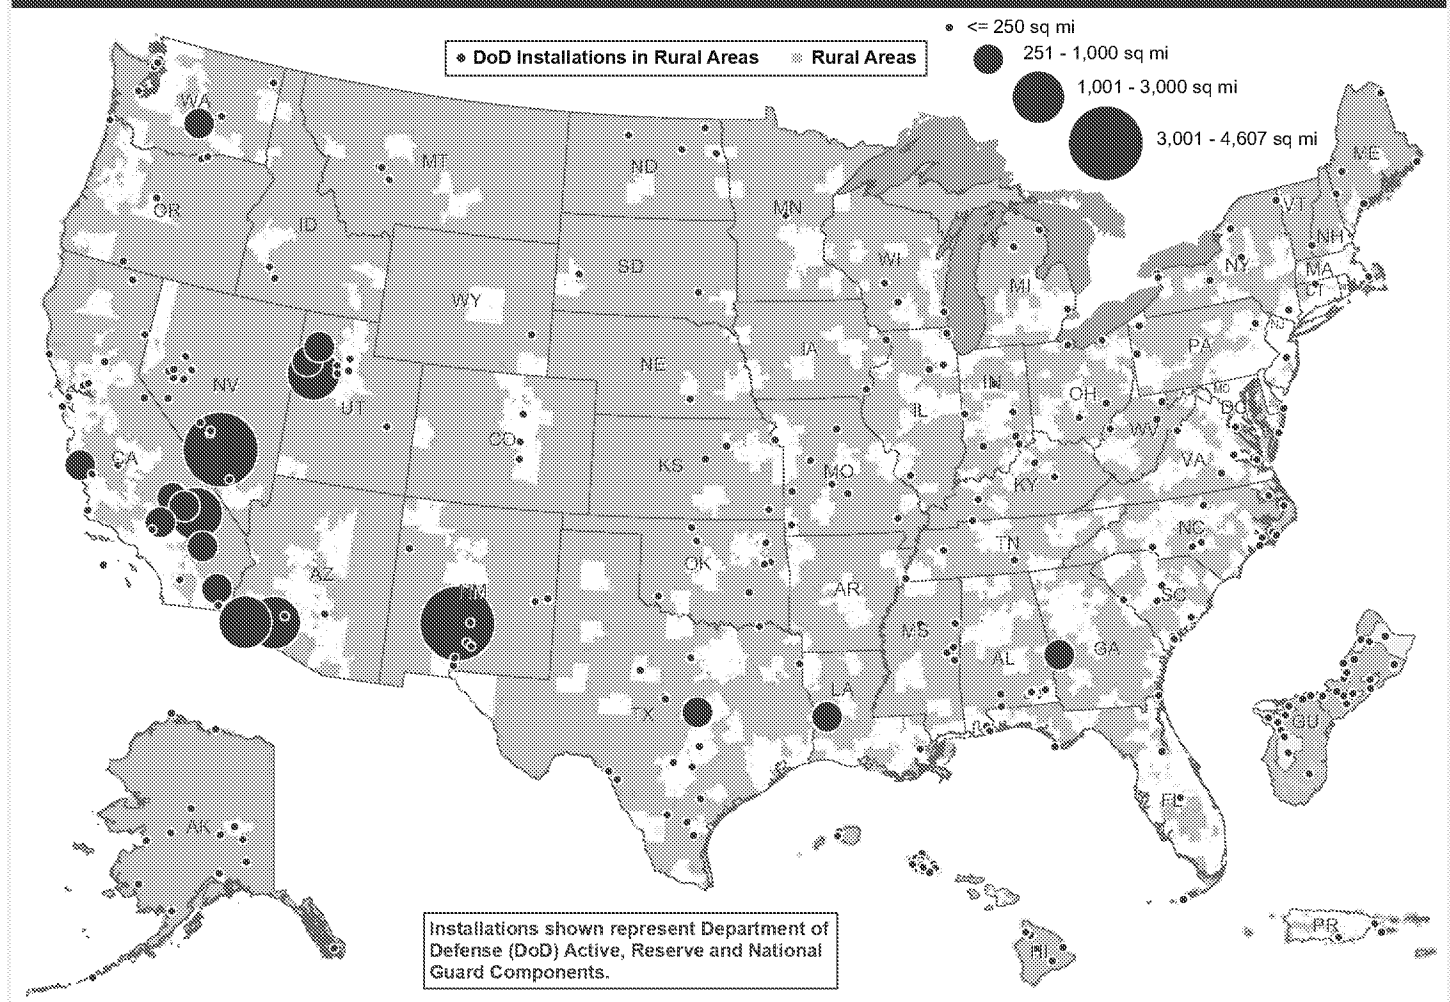 <= 250 sq mi
251 - 1,000 sq mi
1,001 - 3,000 sq mi
3,001 - 4,607 sq mi
DoD Installations in Rural Areas Rural Areas
WA
MT
ND
MN
ME
OR
ID
SD
WI
MI
VT
NH
NY
MA
CT
WY
NE
IA
PA
NJ
NV
UT
CO
KS
MO
IL
IN
OH
WV
MD
DC
DE
VA
KY
CA
AZ
NM
OK
AR
TN
NC
SC
MS
AL
GA
TX
LA
FL
GU
AK
HI
PR
Installations shown represent Department of
Defense (DoD) Active, Reserve and National
Guard Components.